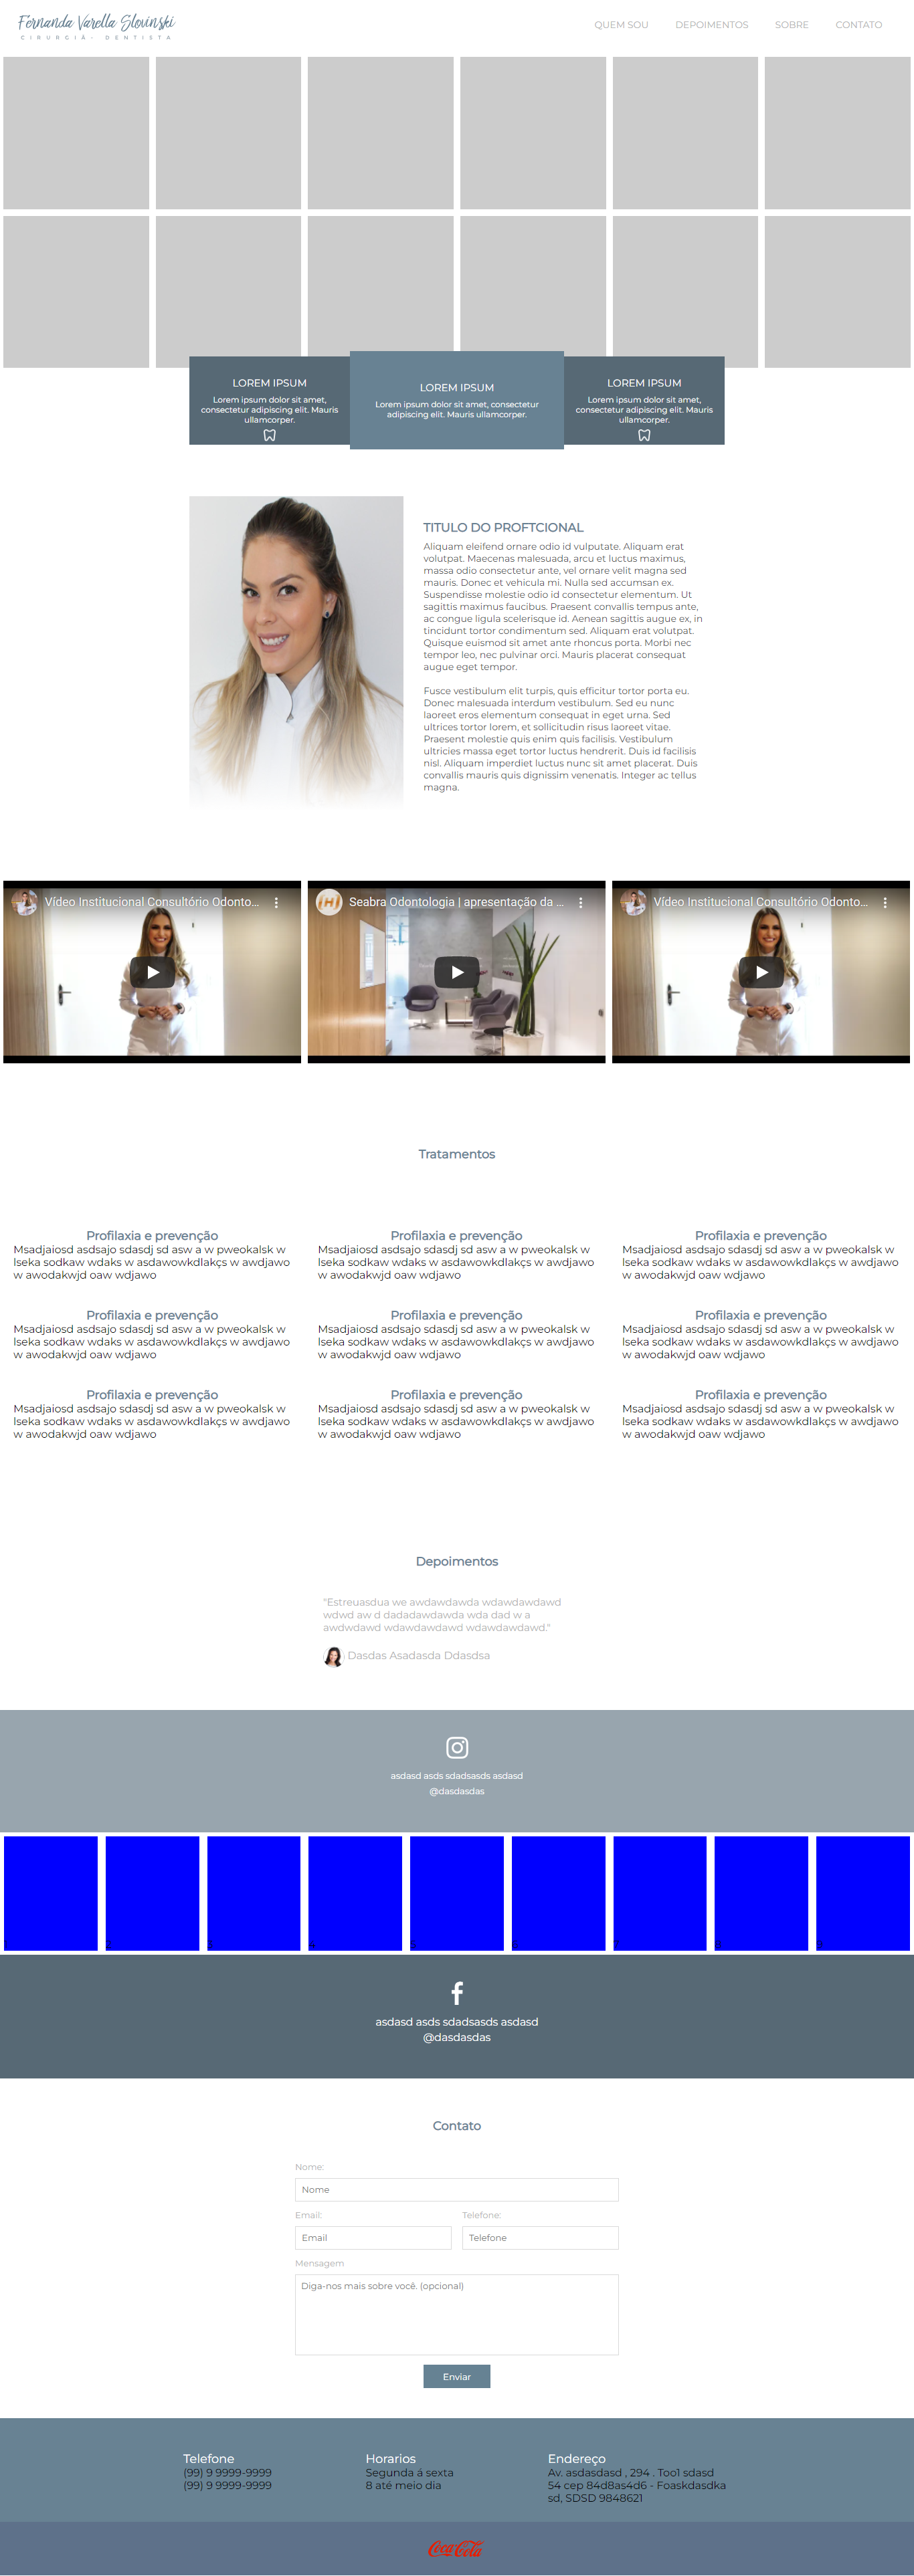 Fernanda Varella Slovinski
CIRURGIÃ- DENTISTA
QUEM SOU DEPOIMENTOS SOBRE CONTATO
LOREM IPSUM
Lorem ipsum dolor sit amet,
consectetur adipiscing elit. Mauris
ullamcorper.
LOREM IPSUM
Lorem ipsum dolor sit amet, consectetur
adipiscing elit. Mauris ullamcorper.
LOREM IPSUM
Lorem ipsum dolor sit amet,
consectetur adipiscing elit. Mauris
ullamcorper.
TITULO DO PROFTCIONAL
Aliquam eleifend ornare odio id vulputate. Aliquam erat
volutpat. Maecenas malesuada, arcu et luctus maximus,
massa odio consectetur ante, vel ornare velit magna sed
mauris. Donec et vehicula mi. Nulla sed accumsan ex.
Suspendisse molestie odio id consectetur elementum. Ut
sagittis maximus faucibus. Praesent convallis tempus ante,
ac congue ligula scelerisque id. Aenean sagittis augue ex, in
tincidunt tortor condimentum sed. Aliquam erat volutpat.
Quisque euismod sit amet ante rhoncus porta. Morbi nec
tempor leo, nec pulvinar orci. Mauris placerat consequat
augue eget tempor.
Fusce vestibulum elit turpis, quis efficitur tortor porta eu.
Donec malesuada interdum vestibulum. Sed eu nunc
laoreet eros elementum consequat in eget urna. Sed
ultrices tortor lorem, et sollicitudin risus laoreet vitae.
Praesent molestie quis enim quis facilisis. Vestibulum
ultricies massa eget tortor luctus hendrerit. Duis id facilisis
nisl. Aliquam imperdiet luctus nunc sit amet placerat. Duis
convallis mauris quis dignissim venenatis. Integer ac tellus
magna.
Vídeo Institucional Consultório Odonto...
Seabra Odontologia | apresentação da ...
Vídeo Institucional Consultório Odonto...
Tratamentos
Profilaxia e prevenção
Msadjaiosd asdsajo sdasdj sd asw a w pweokalsk w
lseka sodkaw wdaks w asdawowkdlakçs w awdjawo
w awodakwjd oaw wdjawo
Profilaxia e prevenção
Msadjaiosd asdsajo sdasdj sd asw a w pweokalsk w
lseka sodkaw wdaks w asdawowkdlakçs w awdjawo
w awodakwjd oaw wdjawo
Profilaxia e prevenção
Msadjaiosd asdsajo sdasdj sd asw a w pweokalsk w
lseka sodkaw wdaks w asdawowkdlakçs w awdjawo
w awodakwjd oaw wdjawo
Profilaxia e prevenção
Msadjaiosd asdsajo sdasdj sd asw a w pweokalsk w
lseka sodkaw wdaks w asdawowkdlakçs w awdjawo
w awodakwjd oaw wdjawo
Profilaxia e prevenção
Msadjaiosd asdsajo sdasdj sd asw a w pweokalsk w
lseka sodkaw wdaks w asdawowkdlakçs w awdjawo
w awodakwjd oaw wdjawo
Profilaxia e prevenção
Msadjaiosd asdsajo sdasdj sd asw a w pweokalsk w
lseka sodkaw wdaks w asdawowkdlakçs w awdjawo
w awodakwjd oaw wdjawo
Profilaxia e prevenção
Msadjaiosd asdsajo sdasdj sd asw a w pweokalsk w
lseka sodkaw wdaks w asdawowkdlakçs w awdjawo
w awodakwjd oaw wdjawo
Profilaxia e prevenção
Msadjaiosd asdsajo sdasdj sd asw a w pweokalsk w
lseka sodkaw wdaks w asdawowkdlakçs w awdjawo
w awodakwjd oaw wdjawo
Profilaxia e prevenção
Msadjaiosd asdsajo sdasdj sd asw a w pweokalsk w
lseka sodkaw wdaks w asdawowkdlakçs w awdjawo
w awodakwjd oaw wdjawo
Depoimentos
"Estreuasdua we awdawdawda wdawdawdawd
wdwd aw d dadadawdawda wda dad w a
awdwdawd wdawdawdawd wdawdawdawd."
Dasdas Asadasda Ddasdsa
asdasd asds sdadsasds asdasd
@dasdasdas
asdasd asds sdadsasds asdasd
@dasdasdas
Contato
Nome:
Nome
Email: Telefone:
Email Telefone
Mensagem
Diga-nos mais sobre você. (opcional)
Enviar
Telefone
(99) 9 9999-9999
(99) 9 9999-9999
Horarios
Segunda á sexta
8 até meio dia
Endereço
Av. asdasdasd , 294 . Too1 sdasd
54 cep 84d8as4d6 - Foaskdasdka
sd, SDSD 9848621
Coca-Cola